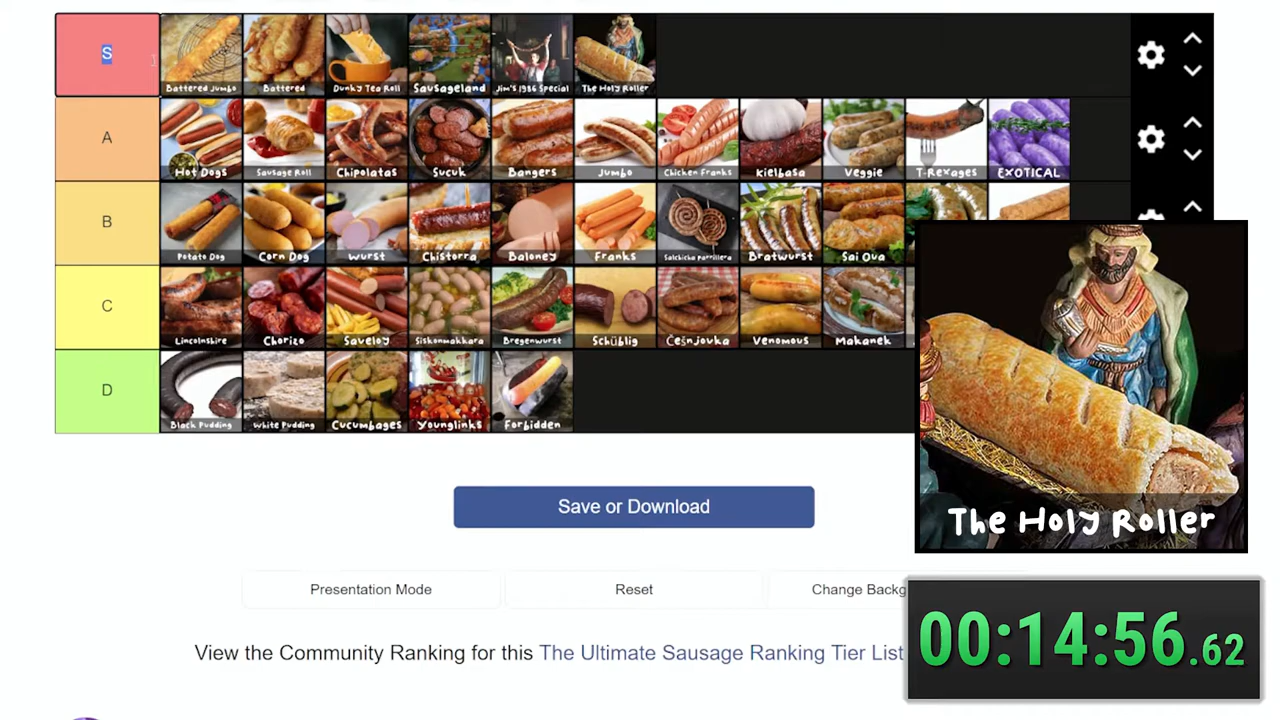 S
Battered Jumbo
Battered
Dunky Tea Roll
Sausageland
Jim's 1986 Special
The Holy Roller
A
Hot Dogs
Sausage Roll
Chipolatas
Sucuk
Bangers
Jumbo
Chicken Franks
Kielbasa
Veggie
T-Rexages
EXOTICAL
B
Potato Dog
Corn Dog
Wurst
Chistorra
Baloney
Franks
Salchicha Parrillera
Bratwurst
Sai Oua
C
Lincolnshire
Chorizo
Saveloy
Siskonmakkara
Bregenwurst
Schüblig
Češnjovka
Venomous
Makanek
D
Black Pudding
White Pudding
Cucumbages
Younglinks
Forbidden
The Holy Roller
Save or Download
Presentation Mode
Reset
Change Backg
00:14:56.62
View the Community Ranking for this The Ultimate Sausage Ranking Tier List